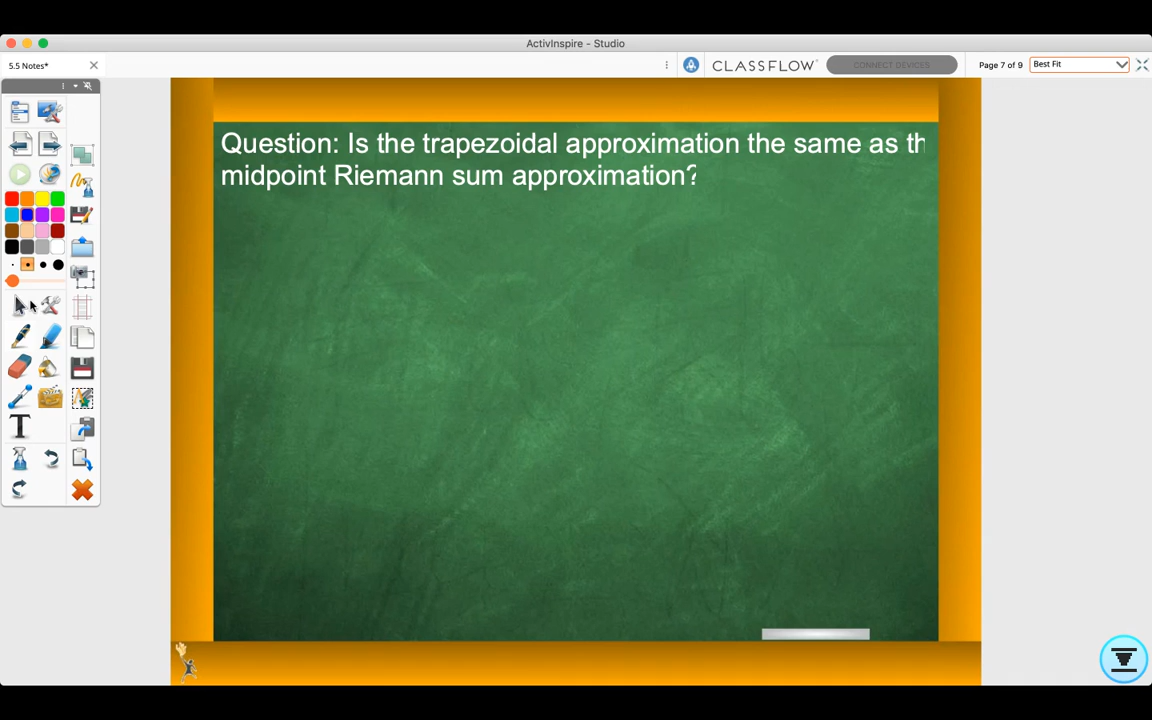 ActivInspire - Studio
5.5 Notes*
CLASSFLOW
CONNECT DEVICES
Page 7 of 9
Best Fit
Question: Is the trapezoidal approximation the same as th
midpoint Riemann sum approximation?
T